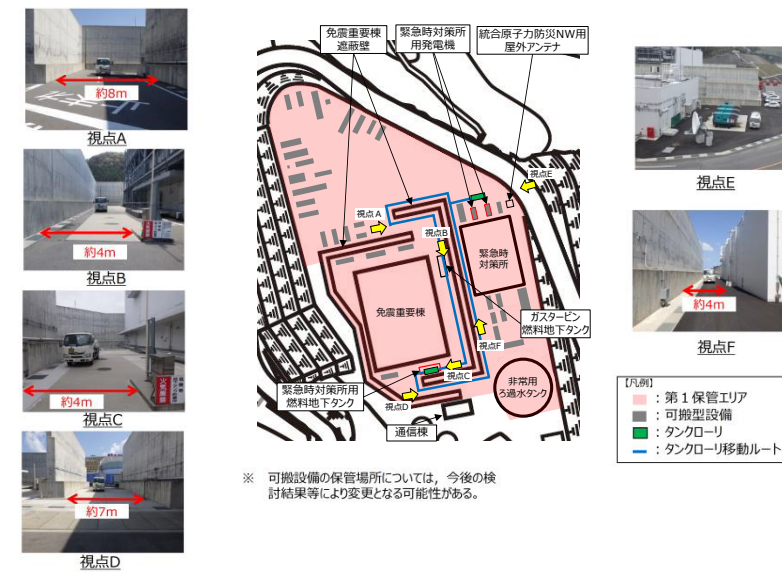 約8m
視点A
約4m
視点B
約4m
視点C
約7m
視点D
免震重要棟
遮蔽壁
緊急時対策所
用発電機
統合原子力防災NW用
屋外アンテナ
視点E
視点A
視点B
緊急時
対策所
免震重要棟
ガスタービン
燃料地下タンク
視点F
視点C
緊急時対策所用
燃料地下タンク
視点D
非常用
ろ過水タンク
通信棟
※ 可搬設備の保管場所については，今後の検
討結果等により変更となる可能性がある。
視点E
約4m
視点F
【凡例】
：第１保管エリア
：可搬型設備
：タンクローリ
：タンクローリ移動ルート